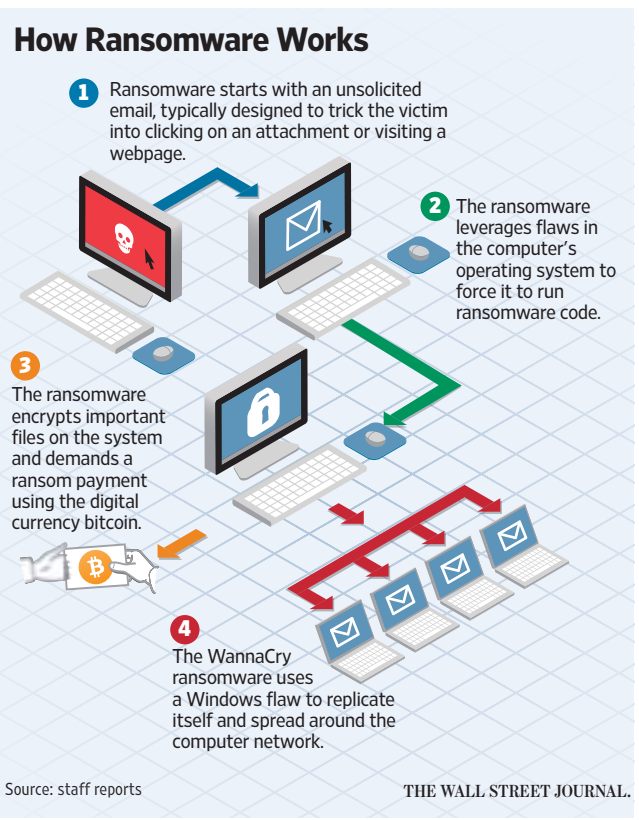 How Ransomware Works
1
Ransomware starts with an unsolicited
email, typically designed to trick the victim
into clicking on an attachment or visiting a
webpage.
2
The ransomware
leverages flaws in
the computer's
operating system to
force it to run
ransomware code.
3
The ransomware
encrypts important
files on the system
and demands a
ransom payment
using the digital
currency bitcoin.
4
The WannaCry
ransomware uses
a Windows flaw to replicate
itself and spread around the
computer network.
Source: staff reports
THE WALL STREET JOURNAL.